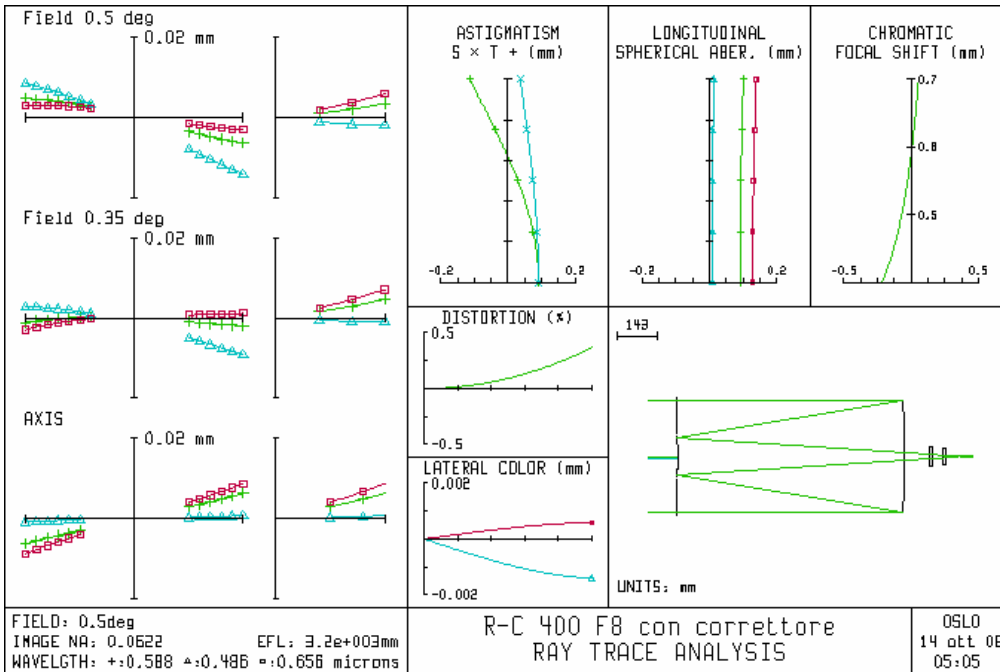 Field 0.5 deg
0.02 mm
Field 0.35 deg
0.02 mm
AXIS
0.02 mm
ASTIGMATISM
S × T + (mm)
-0.2
0.2
LONGITUDINAL
SPHERICAL ABER. (mm)
-0.2
0.2
CHROMATIC
FOCAL SHIFT (mm)
0.7
0.6
0.5
-0.5
0.5
DISTORTION (%)
0.5
-0.5
LATERAL COLOR (mm)
0.002
-0.002
143
UNITS: mm
FIELD: 0.5deg
IMAGE NA: 0.0622 EFL: 3.2e+003mm
WAVELGTH: +:0.588 ▵:0.486 ▫:0.656 microns
R-C 400 F8 con correttore
RAY TRACE ANALYSIS
OSLO
14 ott 06
05:05